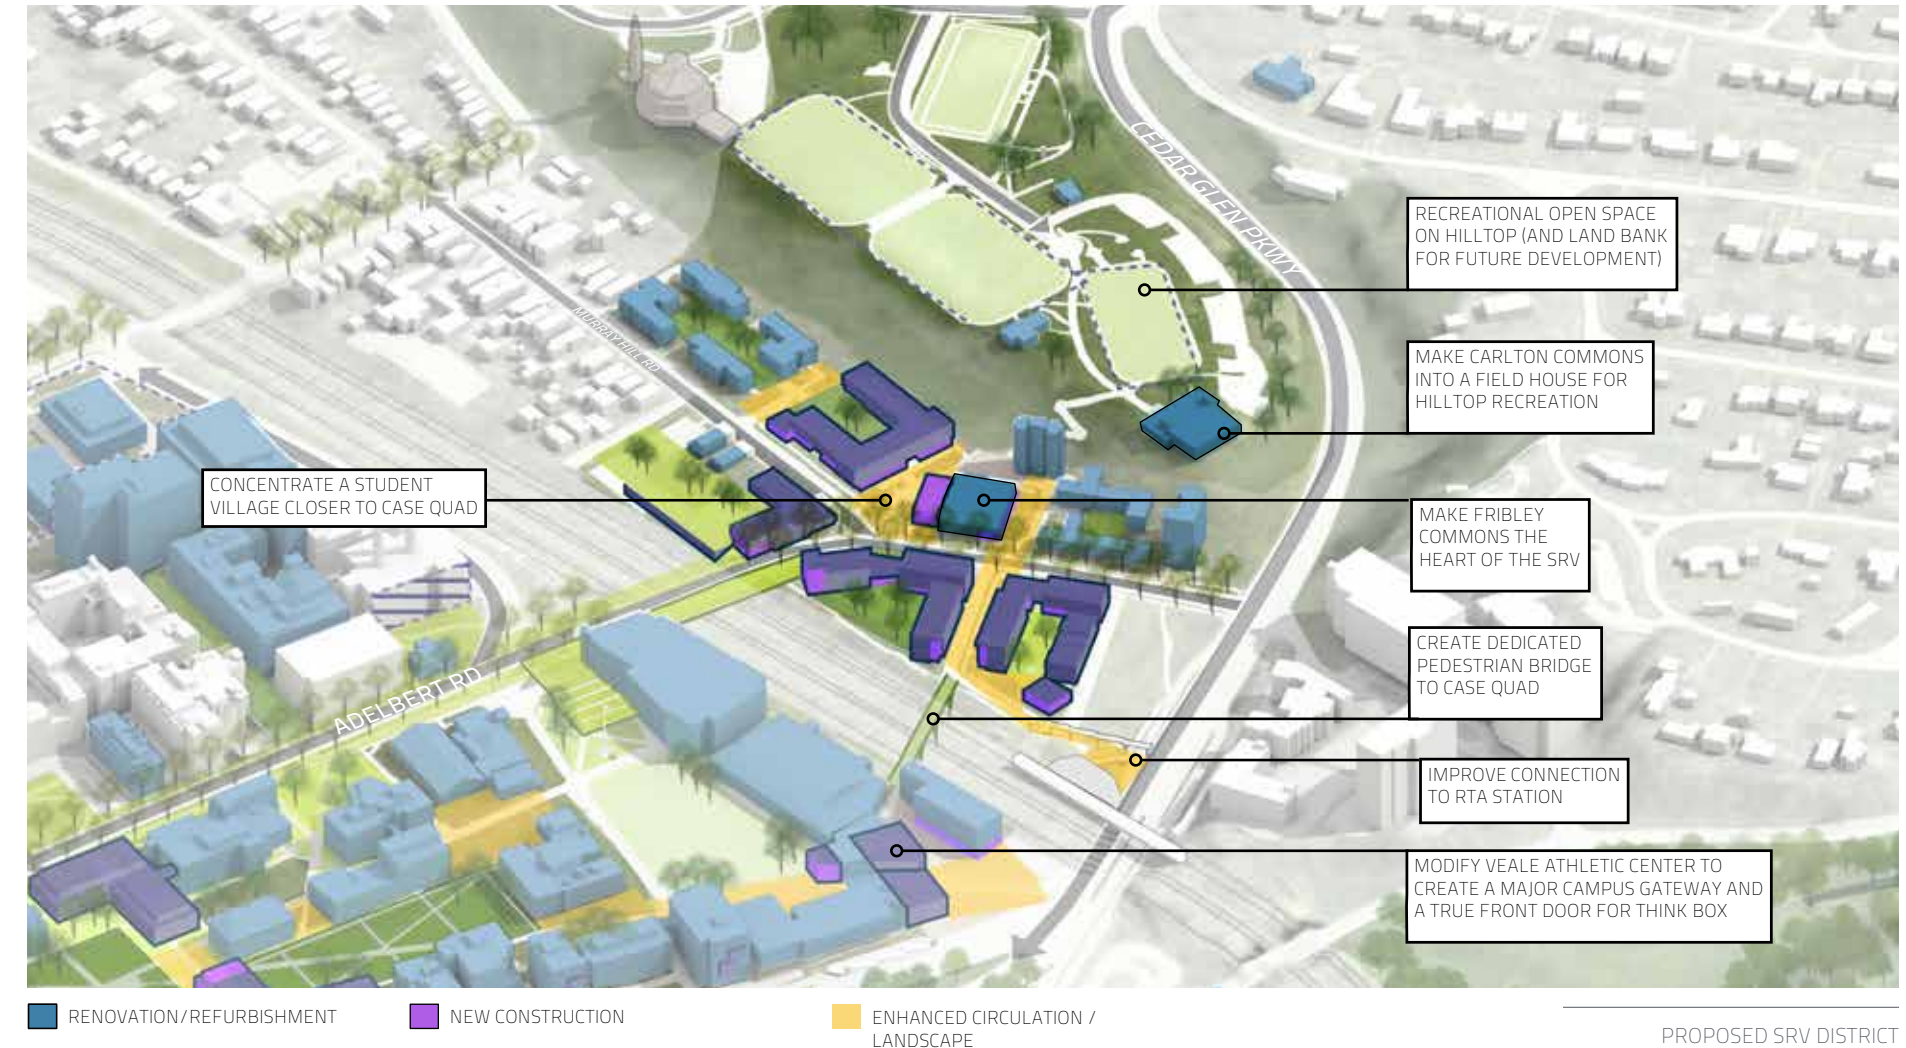 CEDAR GLEN PKWY
RECREATIONAL OPEN SPACE
ON HILLTOP (AND LAND BANK
FOR FUTURE DEVELOPMENT)
MURRAY HILL RD
MAKE CARLTON COMMONS
INTO A FIELD HOUSE FOR
HILLTOP RECREATION
CONCENTRATE A STUDENT
VILLAGE CLOSER TO CASE QUAD
MAKE FRIBLEY
COMMONS THE
HEART OF THE SRV
CREATE DEDICATED
PEDESTRIAN BRIDGE
TO CASE QUAD
ADELBERT RD
IMPROVE CONNECTION
TO RTA STATION
MODIFY VEALE ATHLETIC CENTER TO
CREATE A MAJOR CAMPUS GATEWAY AND
A TRUE FRONT DOOR FOR THINK BOX
RENOVATION/REFURBISHMENT
NEW CONSTRUCTION
ENHANCED CIRCULATION /
LANDSCAPE
PROPOSED SRV DISTRICT